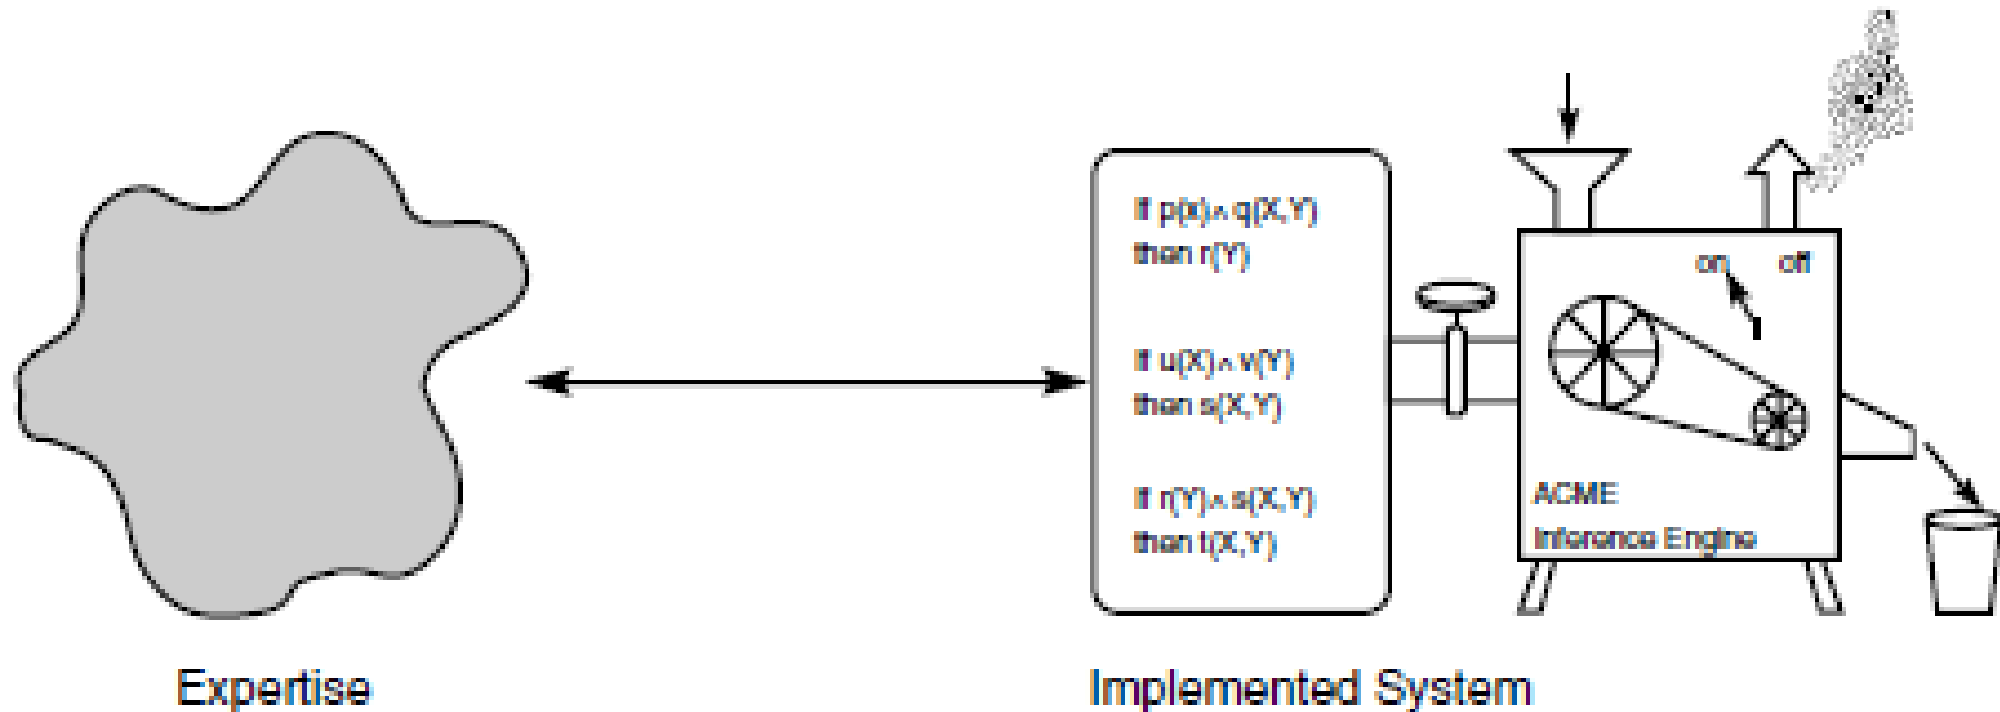 If p(x)∧q(X,Y)
then r(Y)
If u(X)∧v(Y)
then s(X,Y)
If r(Y)∧s(X,Y)
then t(X,Y)
on off
ACME
Inference Engine
Expertise
Implemented System